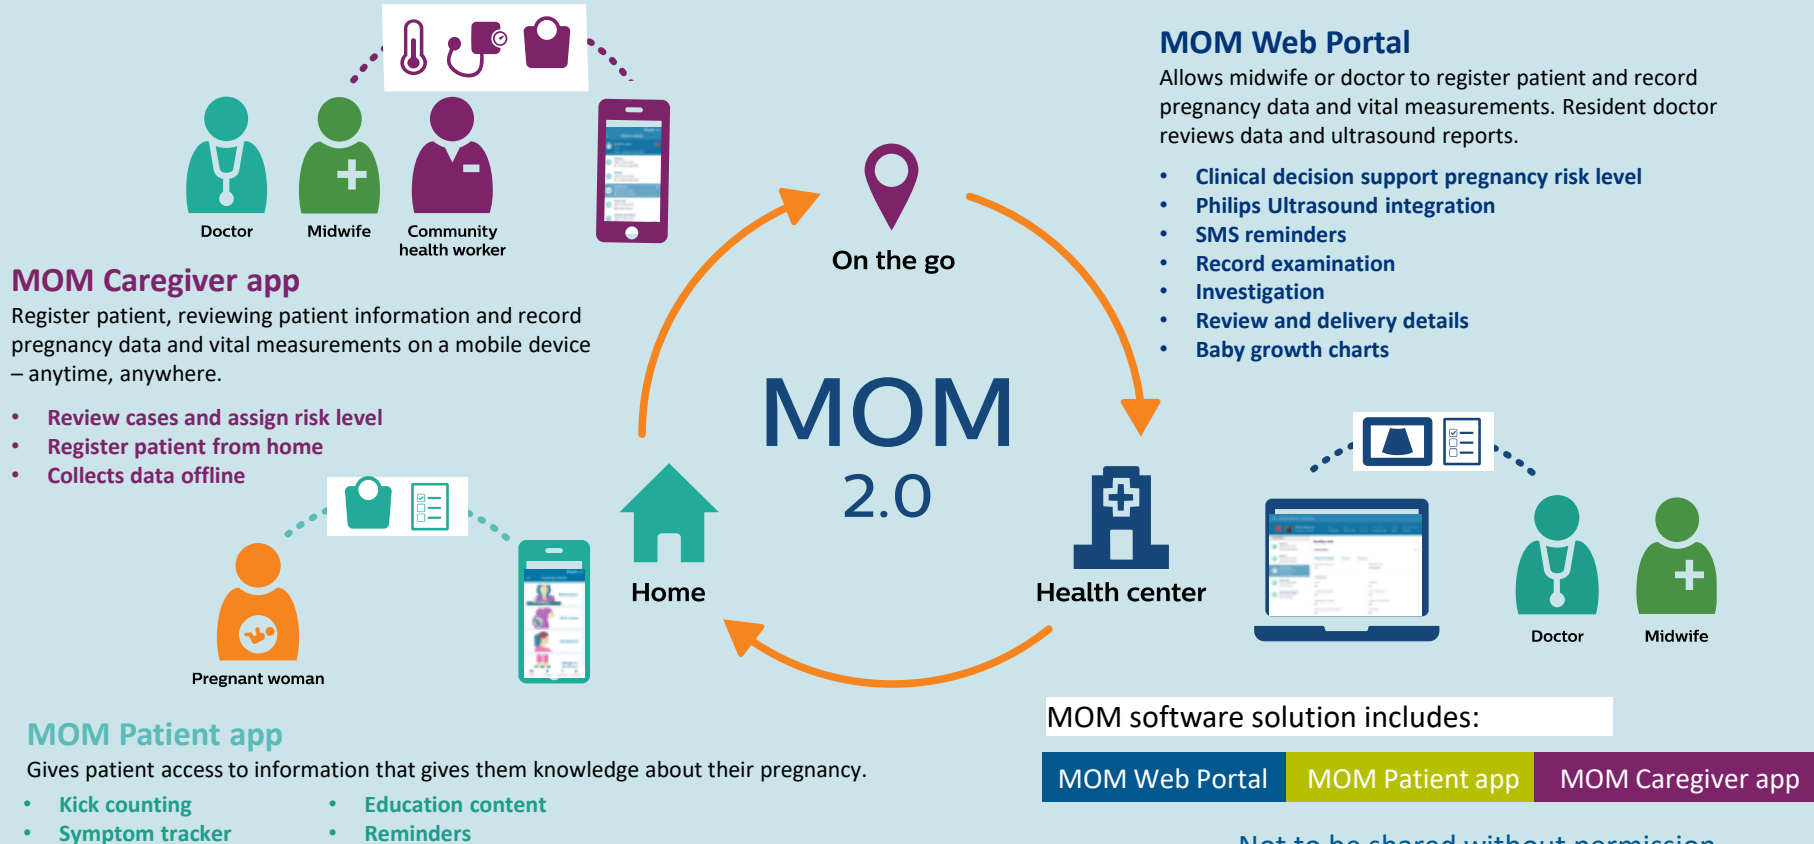 Doctor
Midwife
Community
health worker
MOM Caregiver app
Register patient, reviewing patient information and record
pregnancy data and vital measurements on a mobile device
– anytime, anywhere.
• Review cases and assign risk level
• Register patient from home
• Collects data offline
Pregnant woman
MOM Patient app
Gives patient access to information that gives them knowledge about their pregnancy.
• Kick counting
• Symptom tracker
• Education content
• Reminders
On the go
MOM
2.0
Home
Health center
MOM Web Portal
Allows midwife or doctor to register patient and record
pregnancy data and vital measurements. Resident doctor
reviews data and ultrasound reports.
• Clinical decision support pregnancy risk level
• Philips Ultrasound integration
• SMS reminders
• Record examination
• Investigation
• Review and delivery details
• Baby growth charts
Doctor
Midwife
MOM software solution includes:
MOM Web Portal
MOM Patient app
MOM Caregiver app
Not to be shared without permission